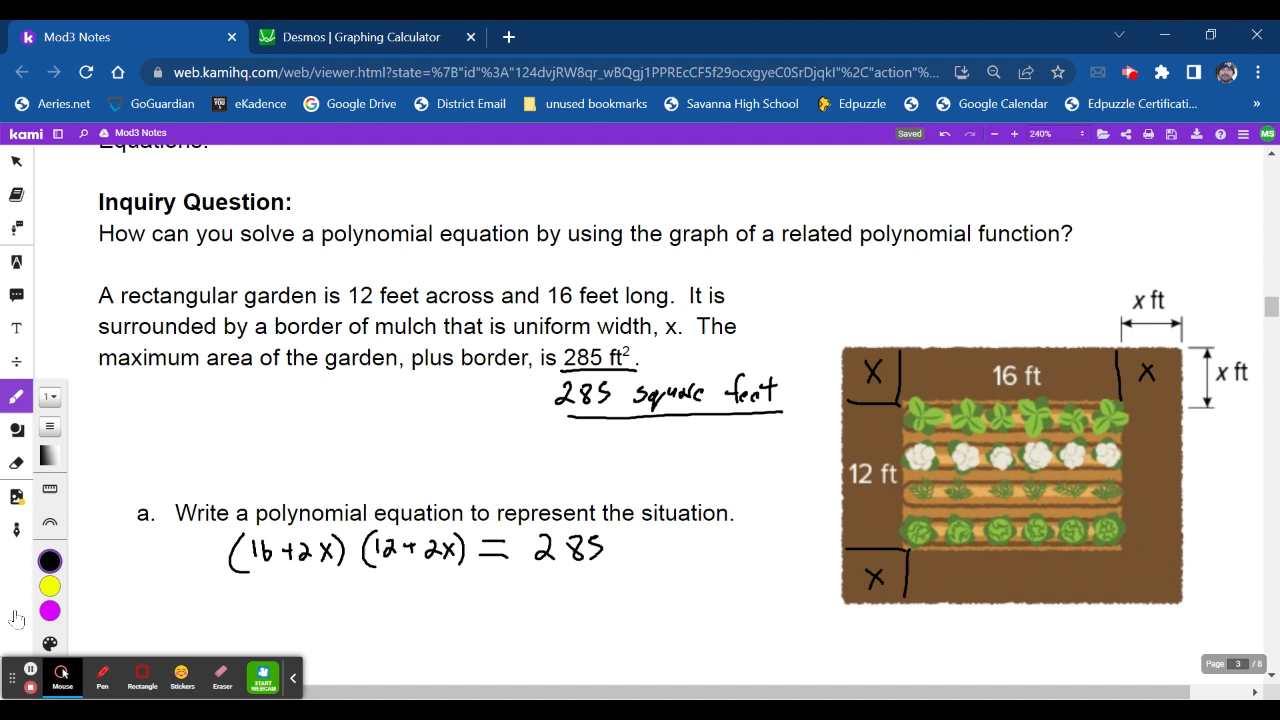 Mod3 Notes
Desmos | Graphing Calculator
web.kamihq.com/web/viewer.html?state=%7B"id"%3A"124dvjRW8qr_wBQgj1PPREcCF5f29ocxgyeC0SrDjqkI"%2C"action"%...
Aeries.net
GoGuardian
eKadence
Google Drive
District Email
unused bookmarks
Savanna High School
Edpuzzle
Google Calendar
Edpuzzle Certificati...
»
kami
Mod3 Notes
Saved
240%
MS
Equations.
Inquiry Question:
How can you solve a polynomial equation by using the graph of a related polynomial function?
A rectangular garden is 12 feet across and 16 feet long. It is
surrounded by a border of mulch that is uniform width, x. The
maximum area of the garden, plus border, is 285 ft².
285 square feet
x ft
x ft
X
16 ft
X
12 ft
X
a. Write a polynomial equation to represent the situation.
(16 + 2x) (12 + 2x) = 285
1
Page 3 / 8
Mouse
Pen
Rectangle
Stickers
Eraser
START
WEBCAM